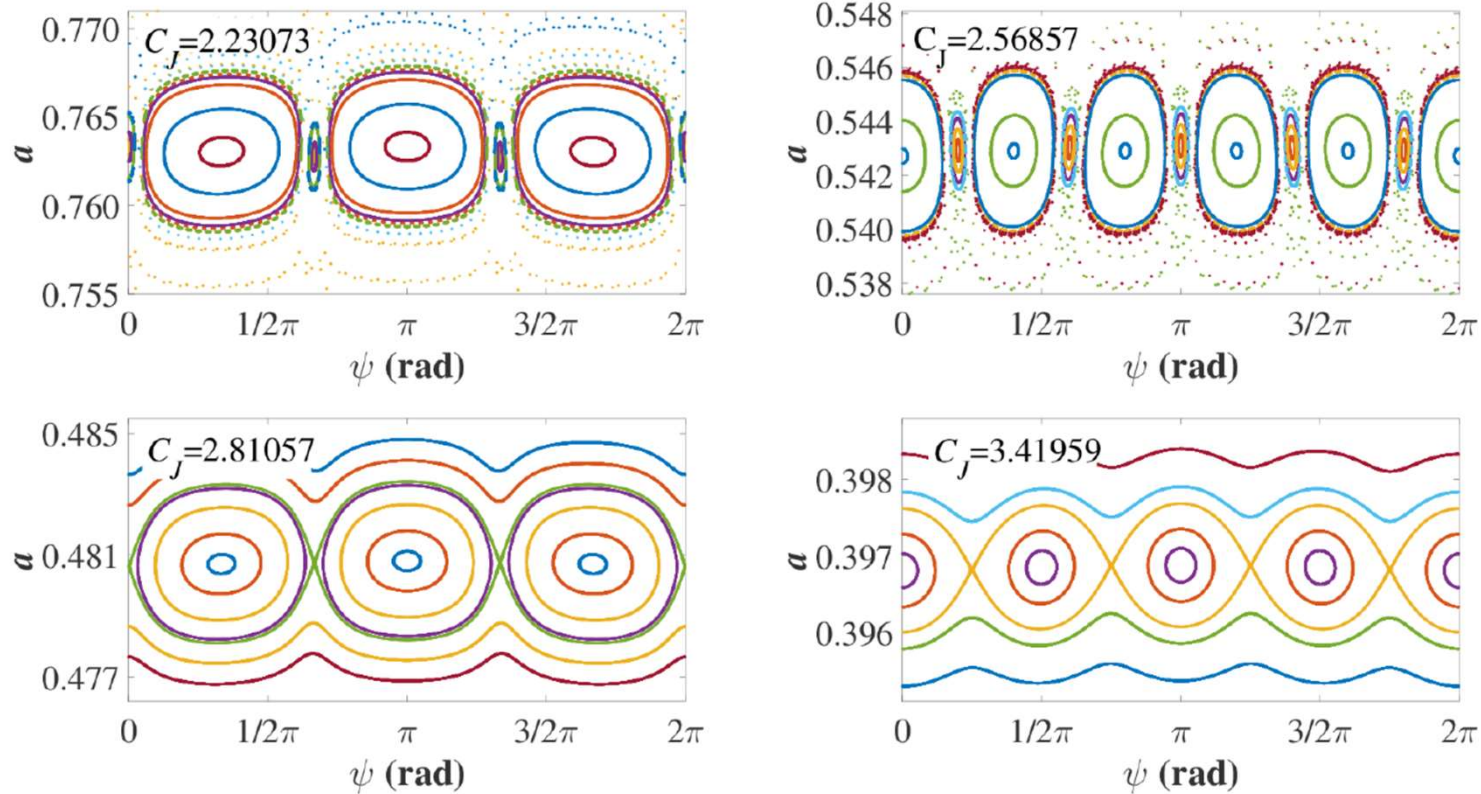 C_J=2.23073
0.770
0.765
0.760
0.755
a
0 1/2π π 3/2π 2π
ψ (rad)
C_J=2.56857
0.548
0.546
0.544
0.542
0.540
0.538
a
0 1/2π π 3/2π 2π
ψ (rad)
C_J=2.81057
0.485
0.481
0.477
a
0 1/2π π 3/2π 2π
ψ (rad)
C_J=3.41959
0.398
0.397
0.396
a
0 1/2π π 3/2π 2π
ψ (rad)